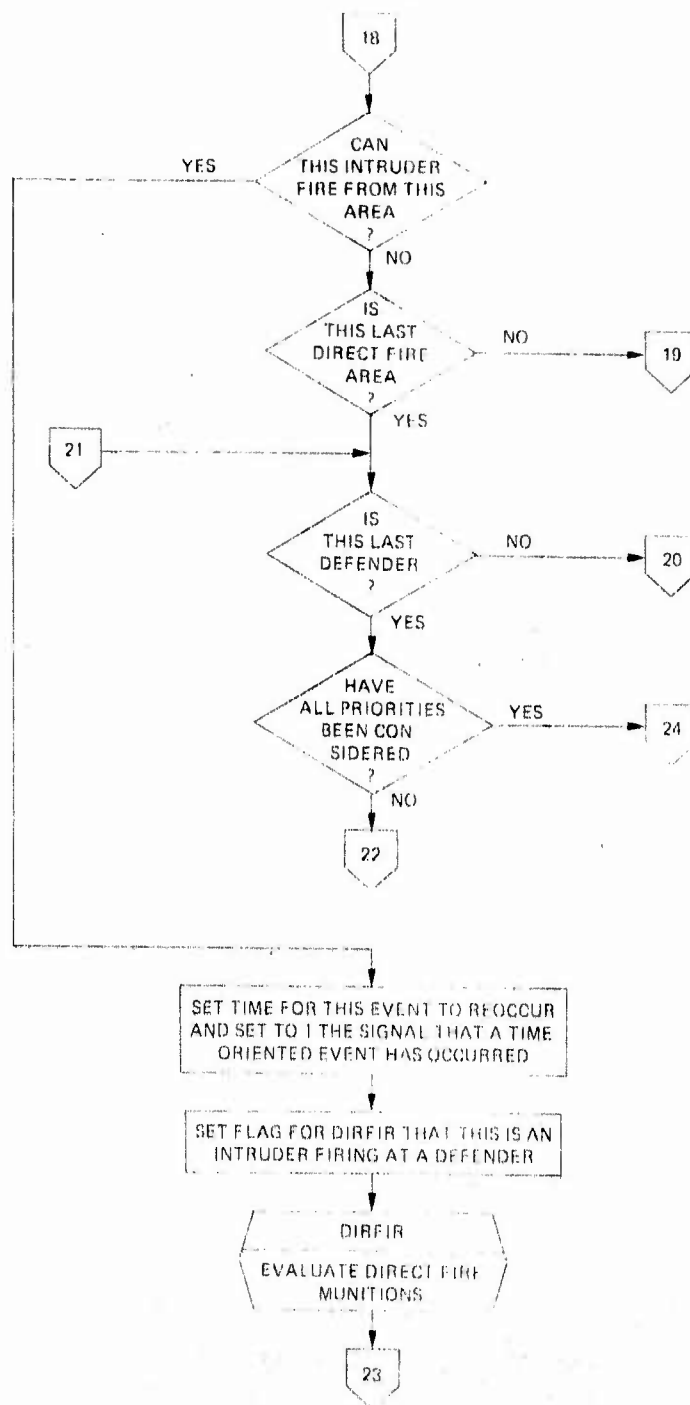 18
CAN
THIS INTRUDER
FIRE FROM THIS
AREA
?
YES
NO
IS
THIS LAST
DIRECT FIRE
AREA
?
NO
19
YES
21
IS
THIS LAST
DEFENDER
?
NO
20
YES
HAVE
ALL PRIORITIES
BEEN CON
SIDERED
?
YES
24
NO
22
SET TIME FOR THIS EVENT TO REOCCUR
AND SET TO 1 THE SIGNAL THAT A TIME
ORIENTED EVENT HAS OCCURRED
SET FLAG FOR DIRFIR THAT THIS IS AN
INTRUDER FIRING AT A DEFENDER
DIRFIR
EVALUATE DIRECT FIRE
MUNITIONS
23